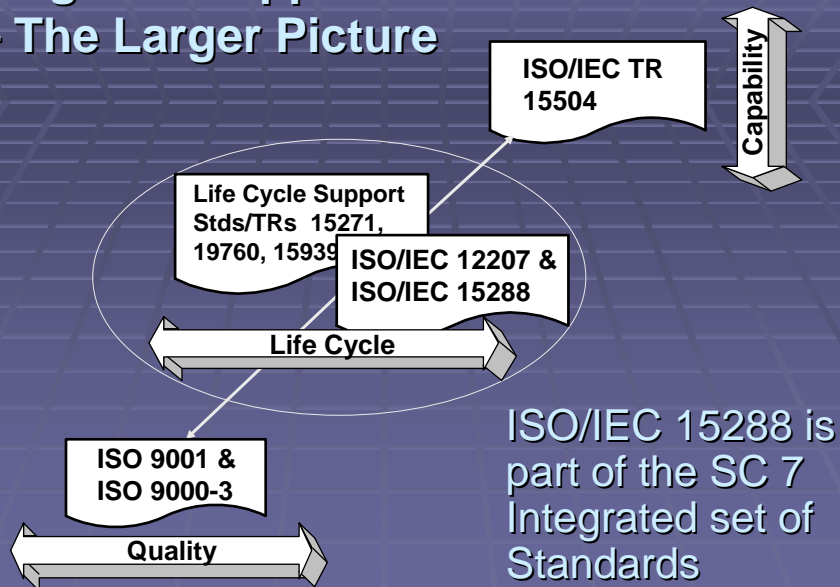 - The Larger Picture
ISO/IEC TR
15504
Capability
Life Cycle Support
Stds/TRs 15271,
19760, 15939
ISO/IEC 12207 &
ISO/IEC 15288
Life Cycle
ISO 9001 &
ISO 9000-3
Quality
ISO/IEC 15288 is
part of the SC 7
Integrated set of
Standards